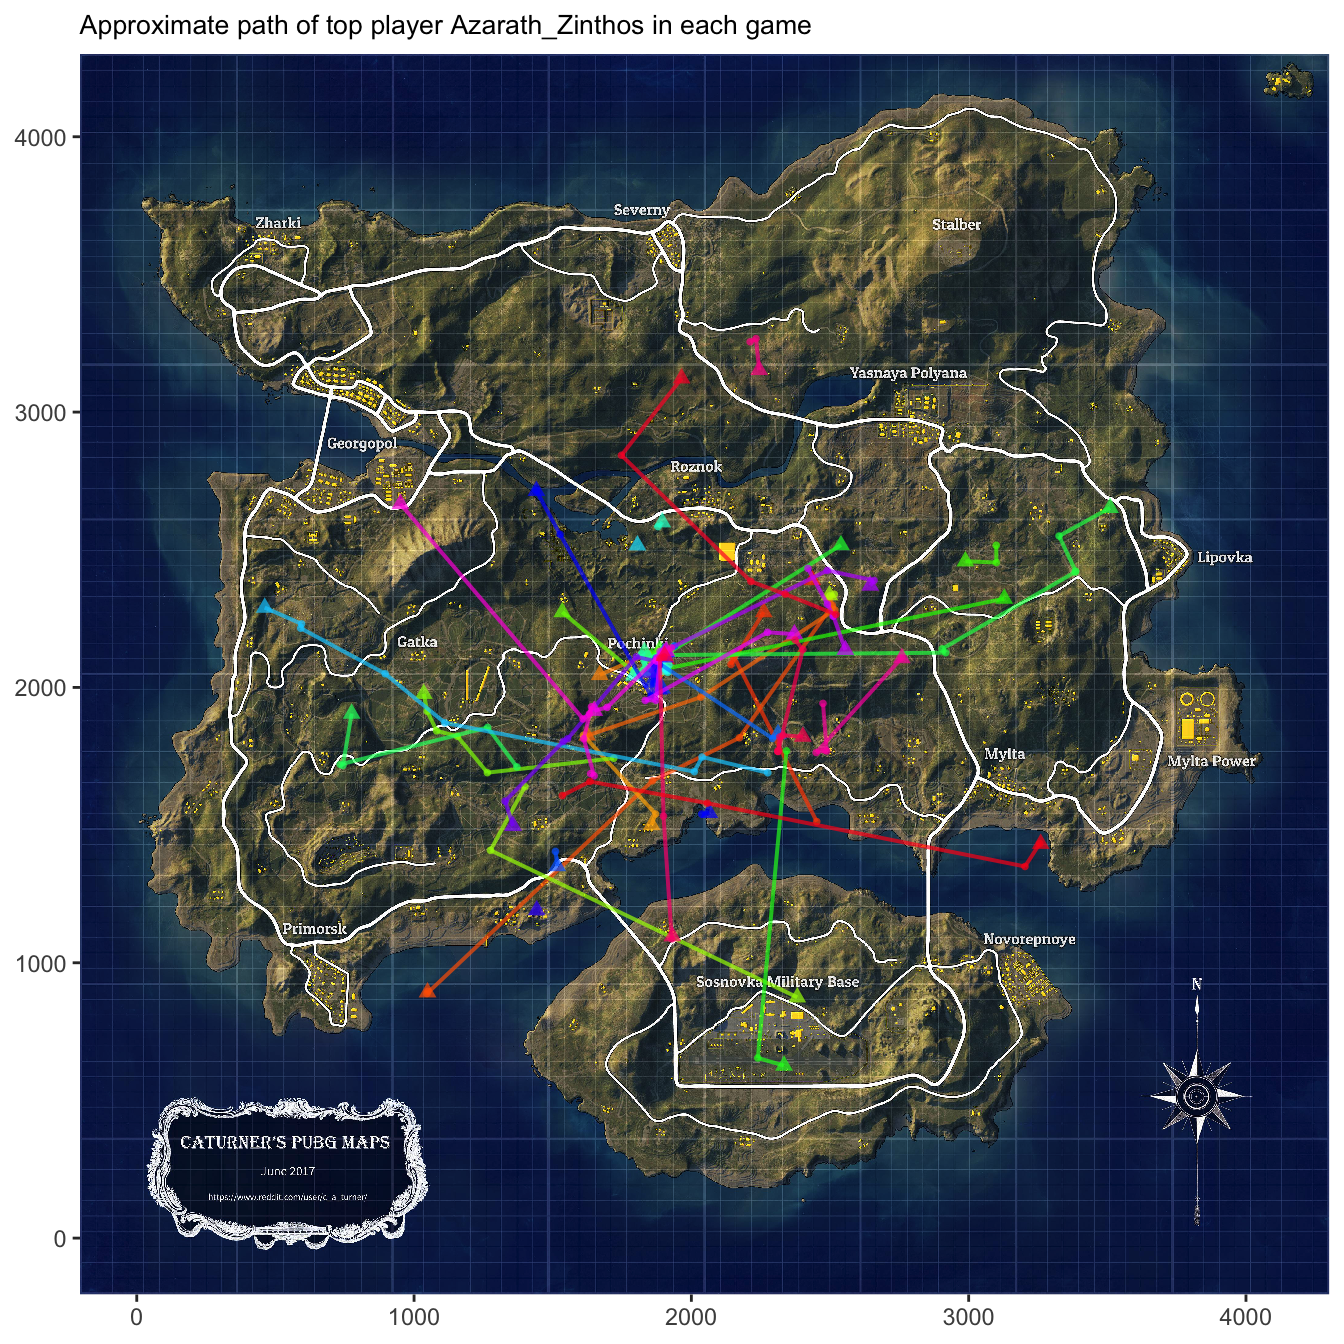 Approximate path of top player Azarath_Zinthos in each game
4000
3000
2000
1000
0
Zharki
Severny
Stalber
Yasnaya Polyana
Georgopol
Roznok
Lipovka
Gatka
Pochinki
Mylta
Mylta Power
Primorsk
Novorepnoye
Sosnovka Military Base
N
CATURNER'S PUBG MAPS
June 2017
https://www.reddit.com/user/c_a_turner/
0
1000
2000
3000
4000